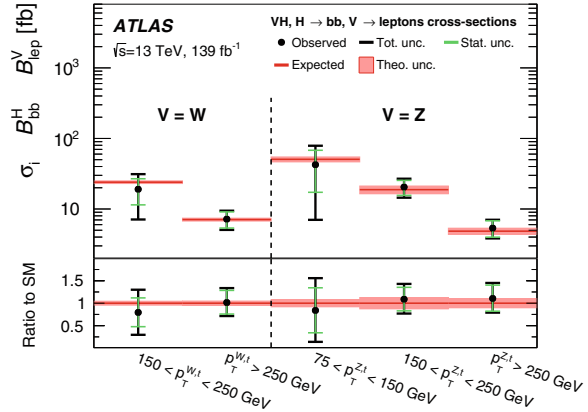 ATLAS
√s=13 TeV, 139 fb⁻¹
VH, H → bb, V → leptons cross-sections
Observed Tot. unc. Stat. unc.
Expected Theo. unc.
V = W V = Z
σᵢ B^H_bb B^V_lep [fb]
10³
10²
10
Ratio to SM
1.5
1
0.5
150 < p_T^{W,t} < 250 GeV
p_T^{W,t} > 250 GeV
75 < p_T^{Z,t} < 150 GeV
150 < p_T^{Z,t} < 250 GeV
p_T^{Z,t} > 250 GeV